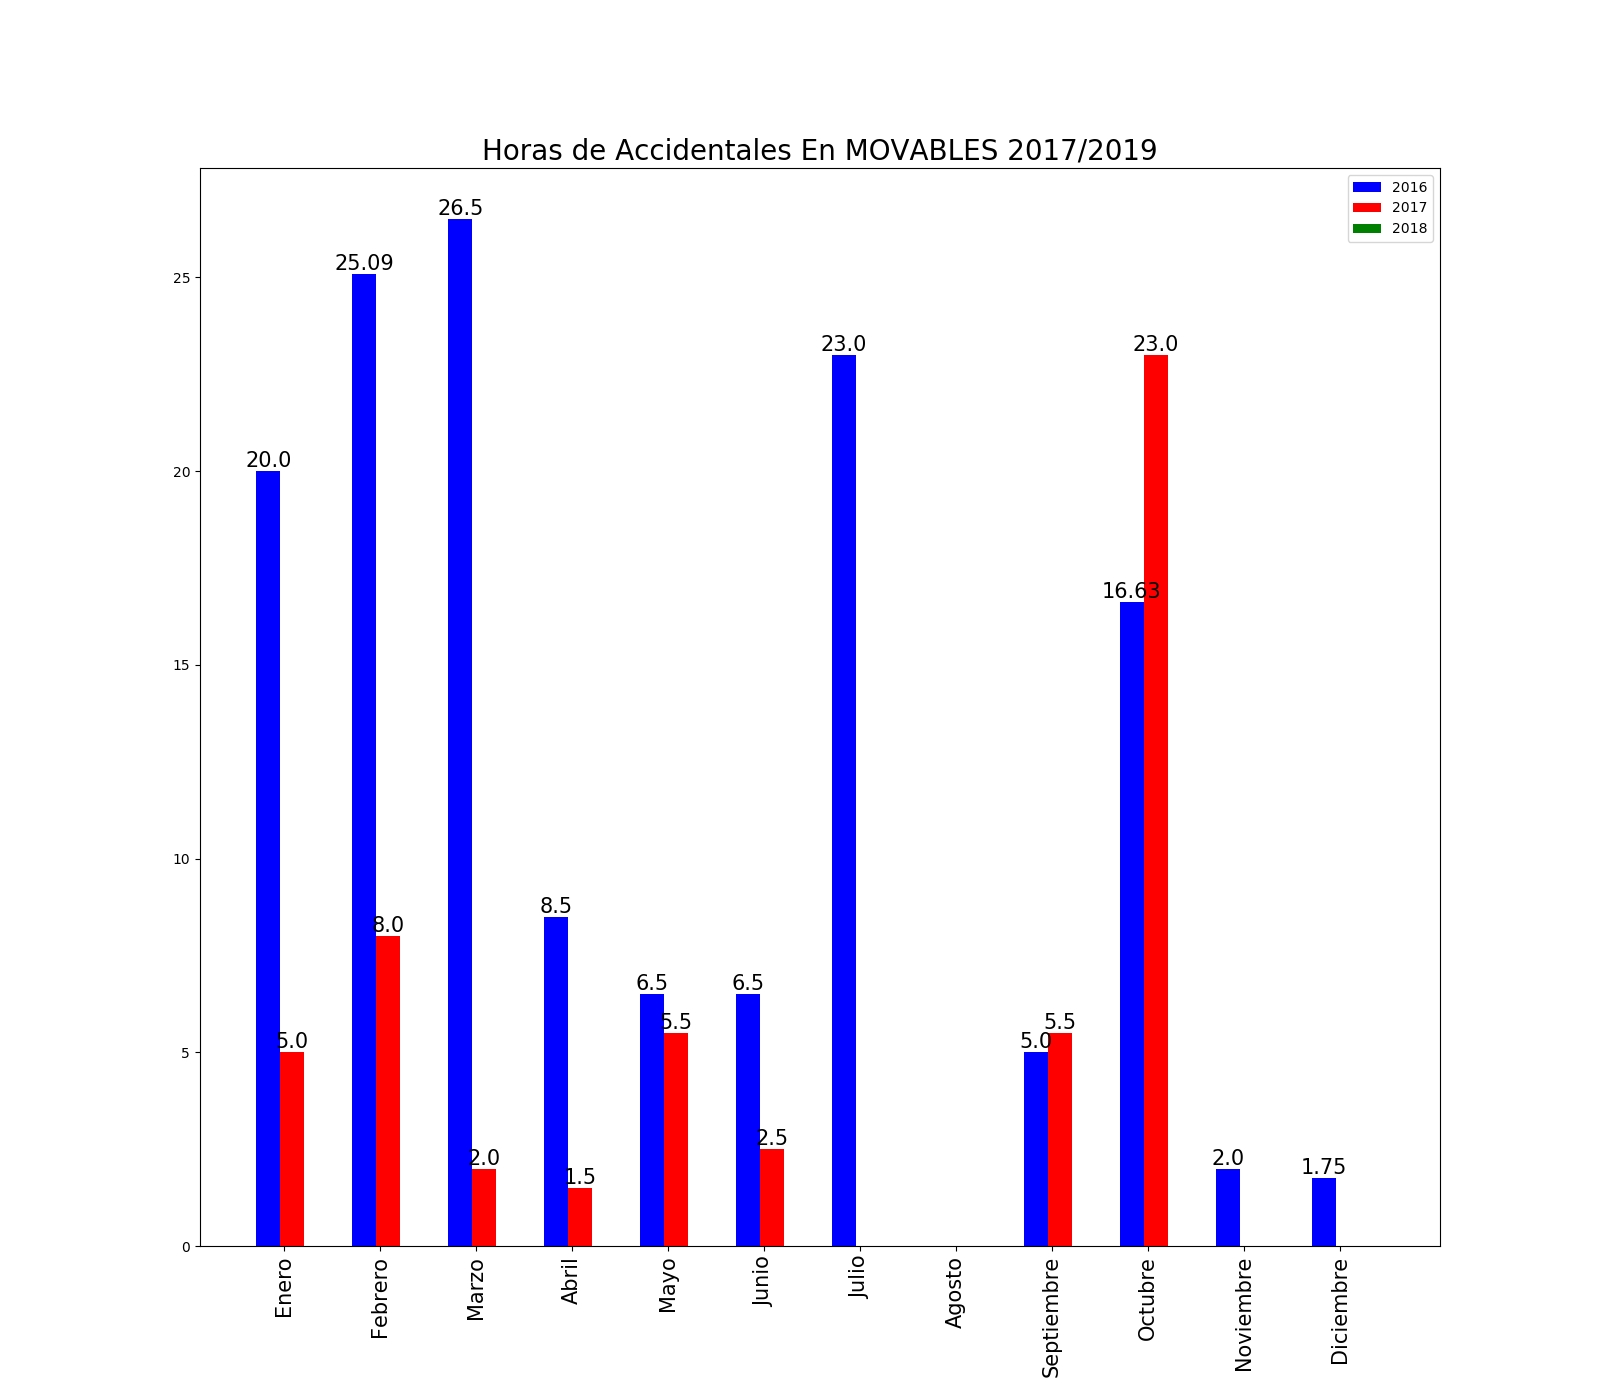 Horas de Accidentales En MOVABLES 2017/2019
2016
2017
2018
26.5
25.09
25
23.0
23.0
20.0
20
16.63
15
10
8.5
8.0
6.5
6.5
5.5
5.5
5.0
5.0
5
2.5
2.0
2.0
1.75
1.5
0
Enero
Febrero
Marzo
Abril
Mayo
Junio
Julio
Agosto
Septiembre
Octubre
Noviembre
Diciembre